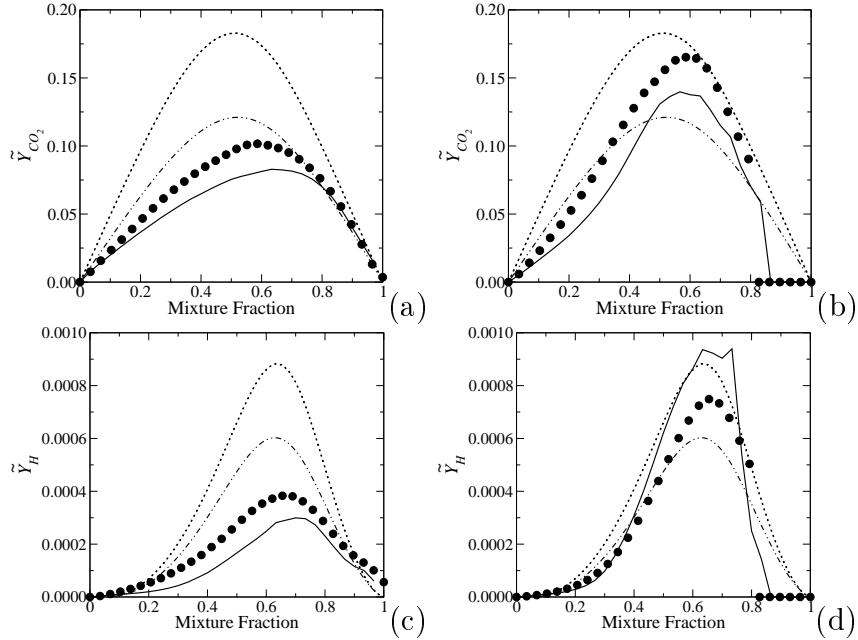 0.20
0.15
0.10
0.05
0.00
Ỹ_CO₂
0 0.2 0.4 0.6 0.8 1
Mixture Fraction
(a)
0.20
0.15
0.10
0.05
0.00
Ỹ_CO₂
0 0.2 0.4 0.6 0.8 1
Mixture Fraction
(b)
0.0010
0.0008
0.0006
0.0004
0.0002
0.0000
Ỹ_H
0 0.2 0.4 0.6 0.8 1
Mixture Fraction
(c)
0.0010
0.0008
0.0006
0.0004
0.0002
0.0000
Ỹ_H
0 0.2 0.4 0.6 0.8 1
Mixture Fraction
(d)